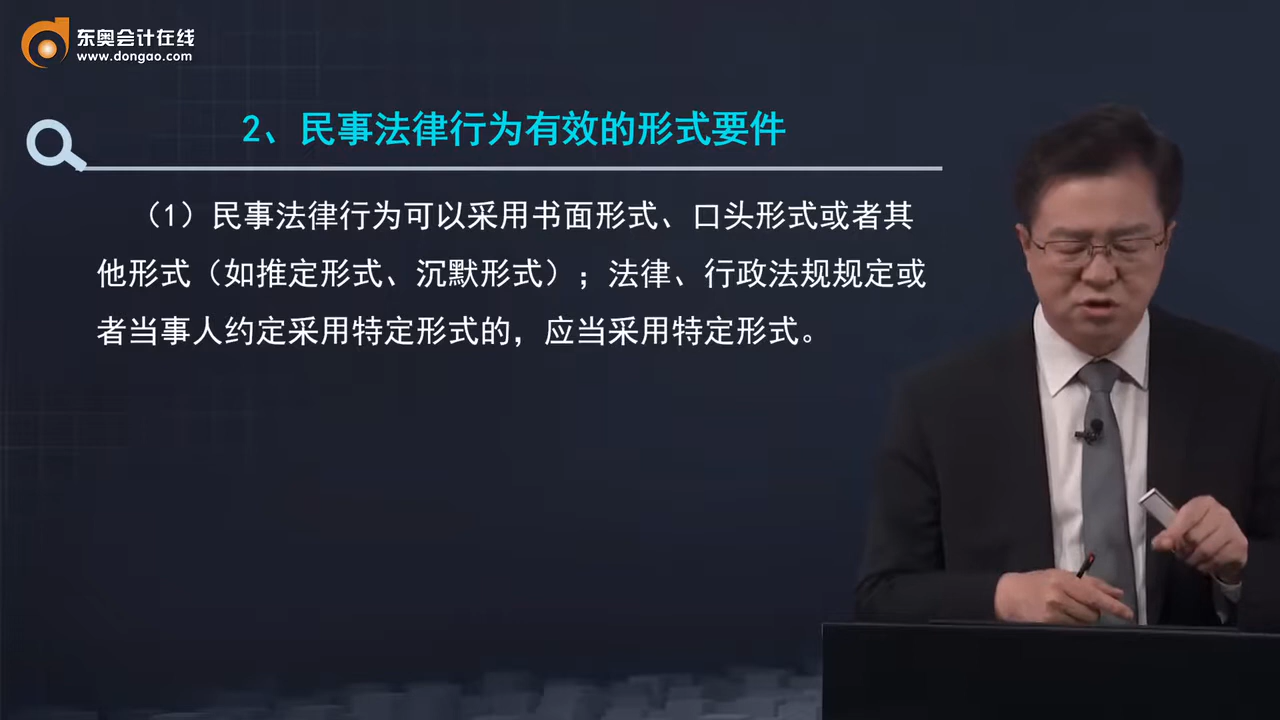 东奥会计在线
www.dongao.com
2、民事法律行为有效的形式要件
（1）民事法律行为可以采用书面形式、口头形式或者其
他形式（如推定形式、沉默形式）；法律、行政法规规定或
者当事人约定采用特定形式的，应当采用特定形式。